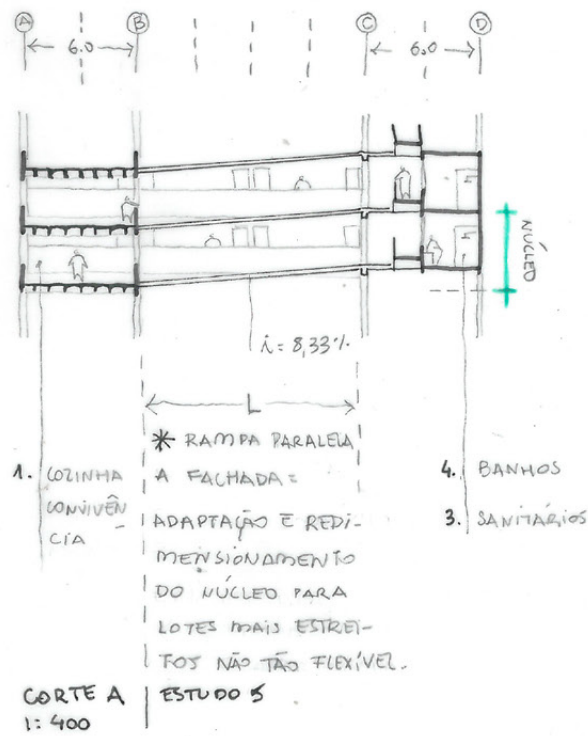 A B C D
6.0 6.0
NÚCLEO
i = 8,33%
L
1. COZINHA
CONVIVÊN
CIA
* RAMPA PARALELA
A FACHADA =
ADAPTAÇÃO E REDI-
MENSIONAMENTO
DO NÚCLEO PARA
LOTES MAIS ESTREI-
TOS NÃO TÃO FLEXÍVEL.
4. BANHOS
3. SANITÁRIOS
CORTE A
1: 400
ESTUDO 5